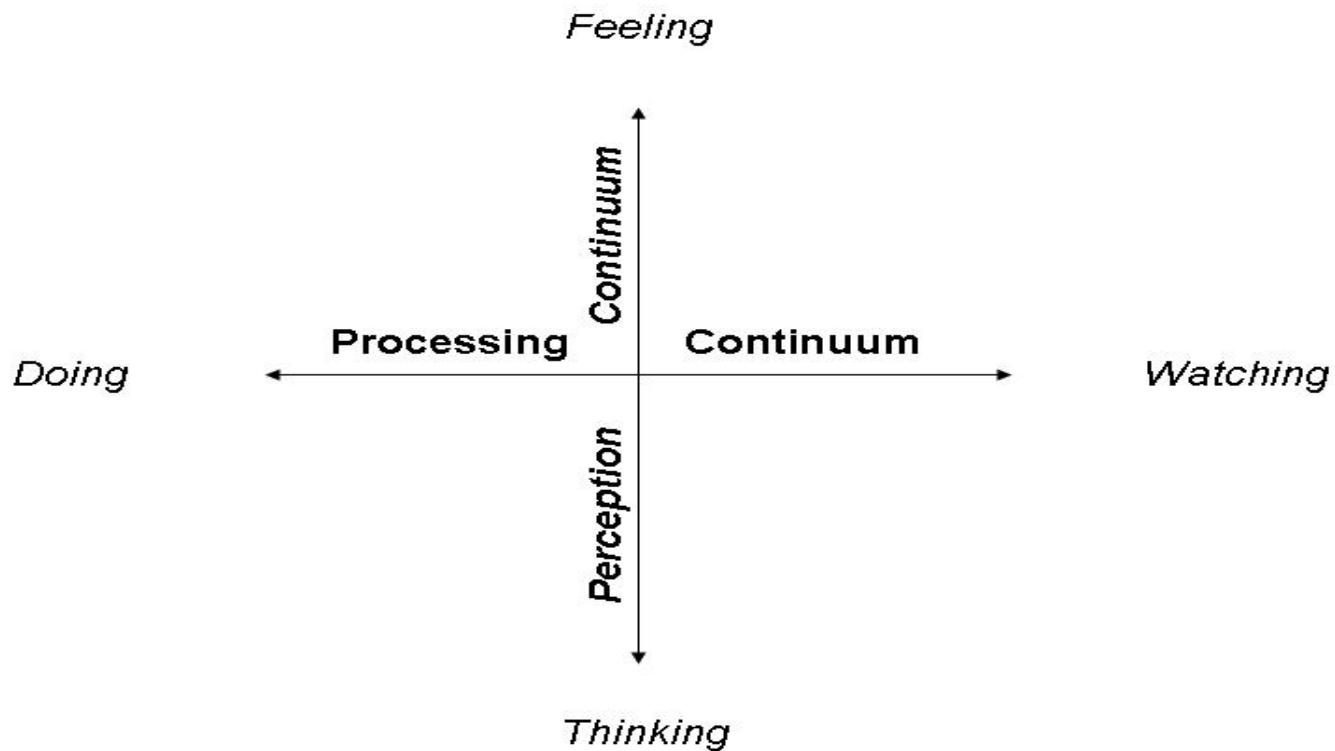 Feeling
Perception Continuum
Processing Continuum
Doing
Watching
Thinking